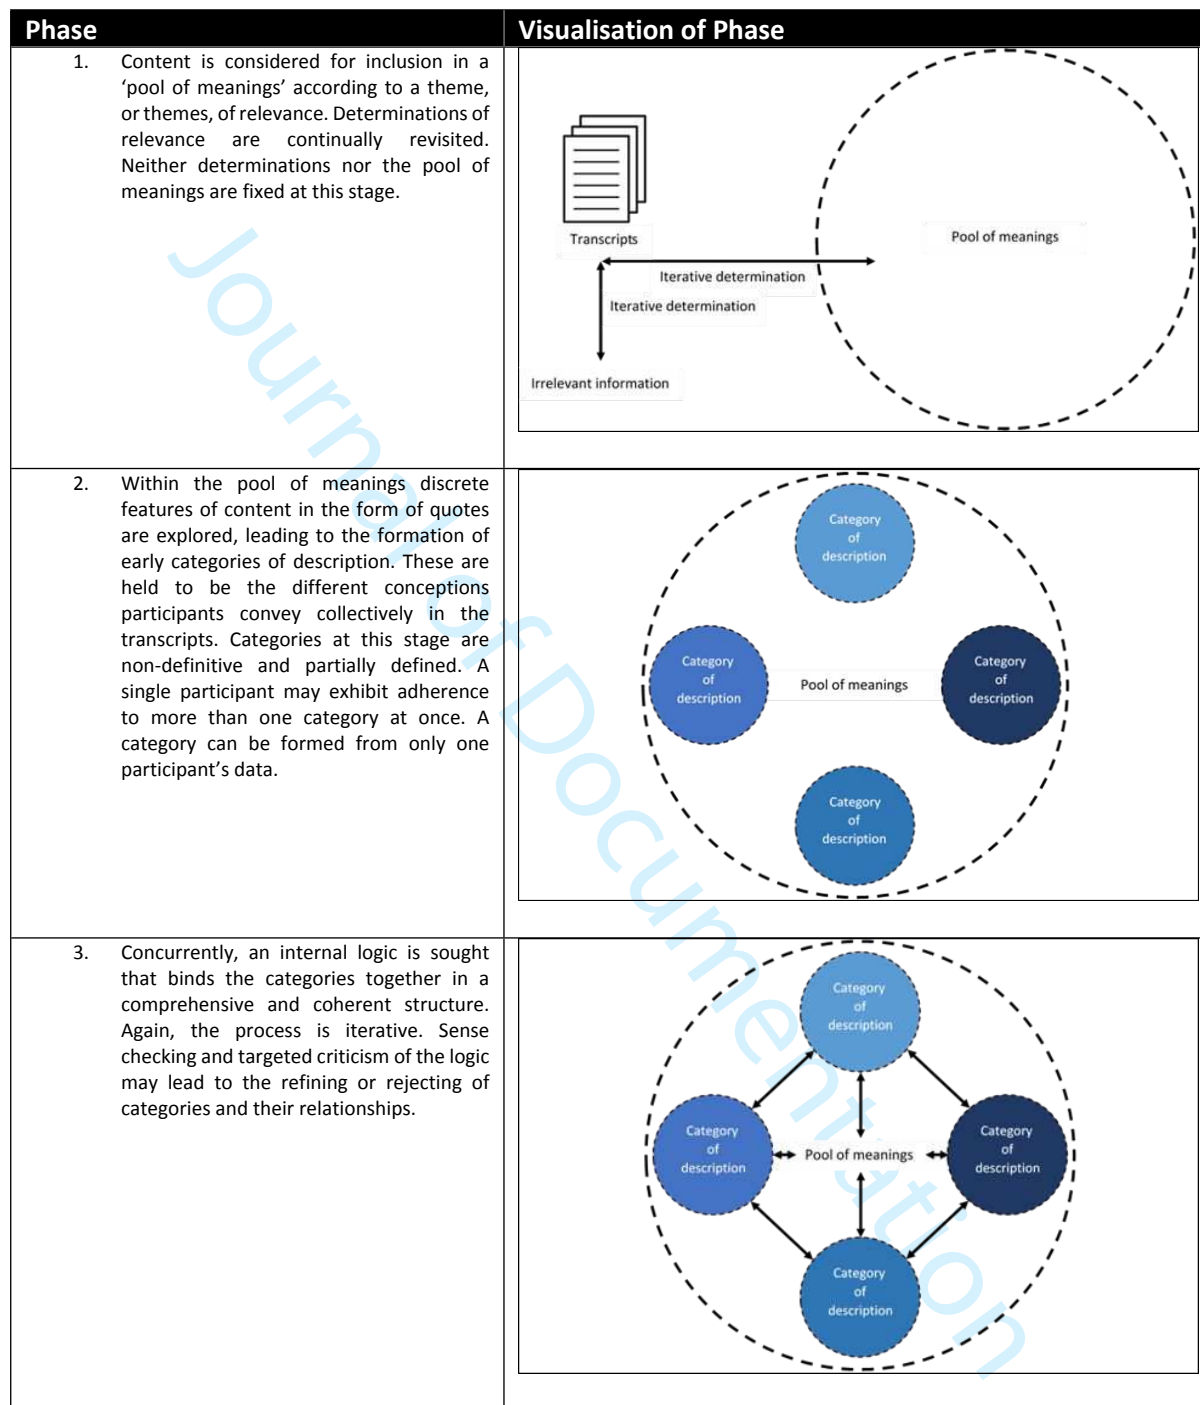 Phase
Visualisation of Phase
1. Content is considered for inclusion in a
‘pool of meanings’ according to a theme,
or themes, of relevance. Determinations of
relevance are continually revisited.
Neither determinations nor the pool of
meanings are fixed at this stage.
Transcripts
Pool of meanings
Iterative determination
Iterative determination
Irrelevant information
2. Within the pool of meanings discrete
features of content in the form of quotes
are explored, leading to the formation of
early categories of description. These are
held to be the different conceptions
participants convey collectively in the
transcripts. Categories at this stage are
non-definitive and partially defined. A
single participant may exhibit adherence
to more than one category at once. A
category can be formed from only one
participant’s data.
Category
of
description
Category
of
description
Pool of meanings
Category
of
description
Category
of
description
3. Concurrently, an internal logic is sought
that binds the categories together in a
comprehensive and coherent structure.
Again, the process is iterative. Sense
checking and targeted criticism of the logic
may lead to the refining or rejecting of
categories and their relationships.
Category
of
description
Category
of
description
Pool of meanings
Category
of
description
Category
of
description
Journal of Documentation